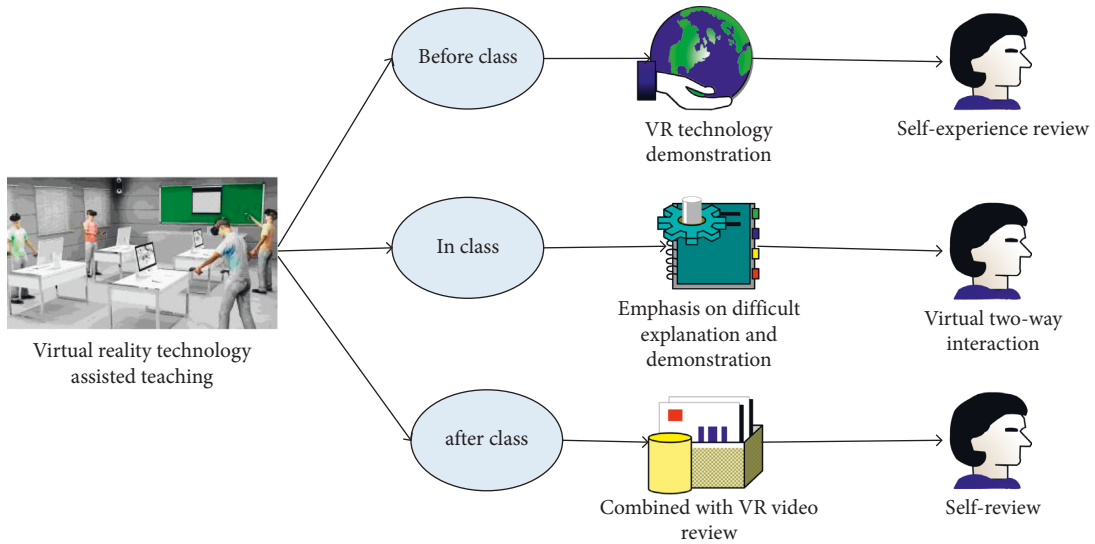 Before class
VR technology
demonstration
Self-experience review
Virtual reality technology
assisted teaching
In class
Emphasis on difficult
explanation and
demonstration
Virtual two-way
interaction
after class
Combined with VR video
review
Self-review